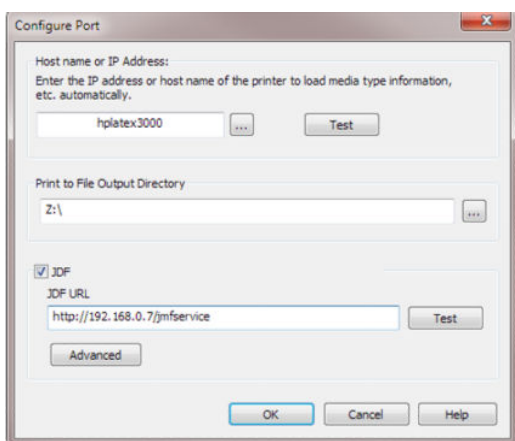 Configure Port
Host name or IP Address:
Enter the IP address or host name of the printer to load media type information,
etc. automatically.
hplatex3000
...
Test
Print to File Output Directory
Z:\
...
JDF
JDF URL
http://192.168.0.7/jmfservice
Test
Advanced
OK
Cancel
Help